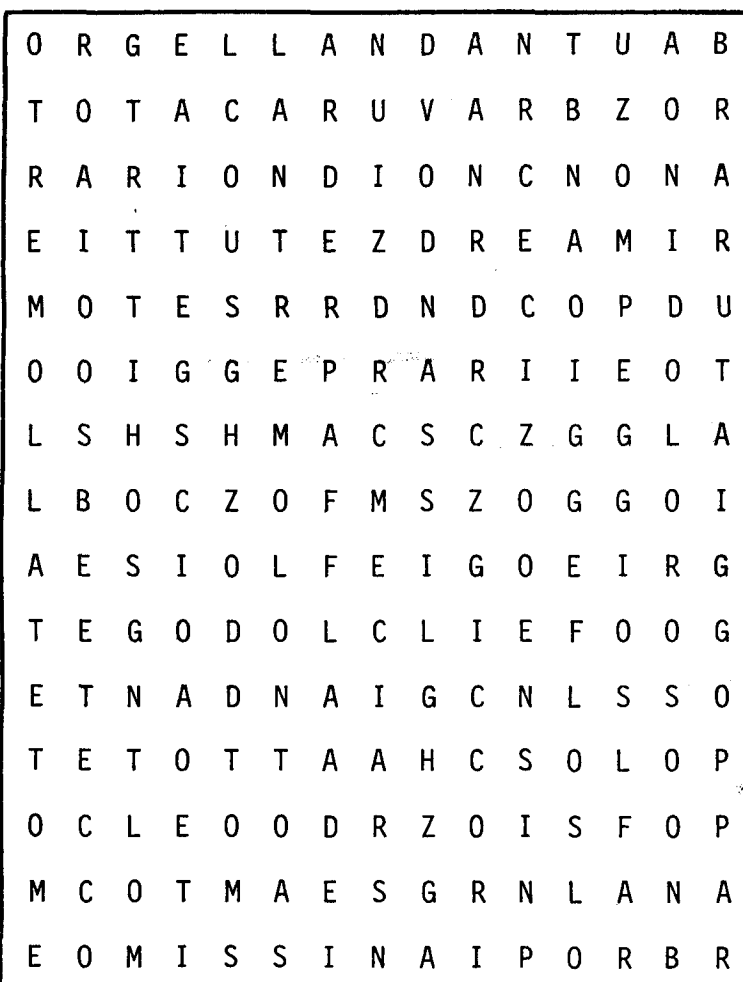 O R G E L L A N D A N T U A B
T O T A C A R U V A R B Z O R
R A R I O N D I O N C N O N A
E I T T U T E Z D R E A M I R
M O T E S R R D N D C O P D U
O O I G G E P R A R I I E O T
L S H S H M A C S C Z G G L A
L B O C Z O F M S Z O G G O I
A E S I O L F E I G O E I R G
T E G O D O L C L I E F O O G
E T N A D N A I G C N L S S O
T E T O T T A A H C S O L O P
O C L E O O D R Z O I S F O P
M C O T M A E S G R N L A N A
E O M I S S I N A I P O R B R